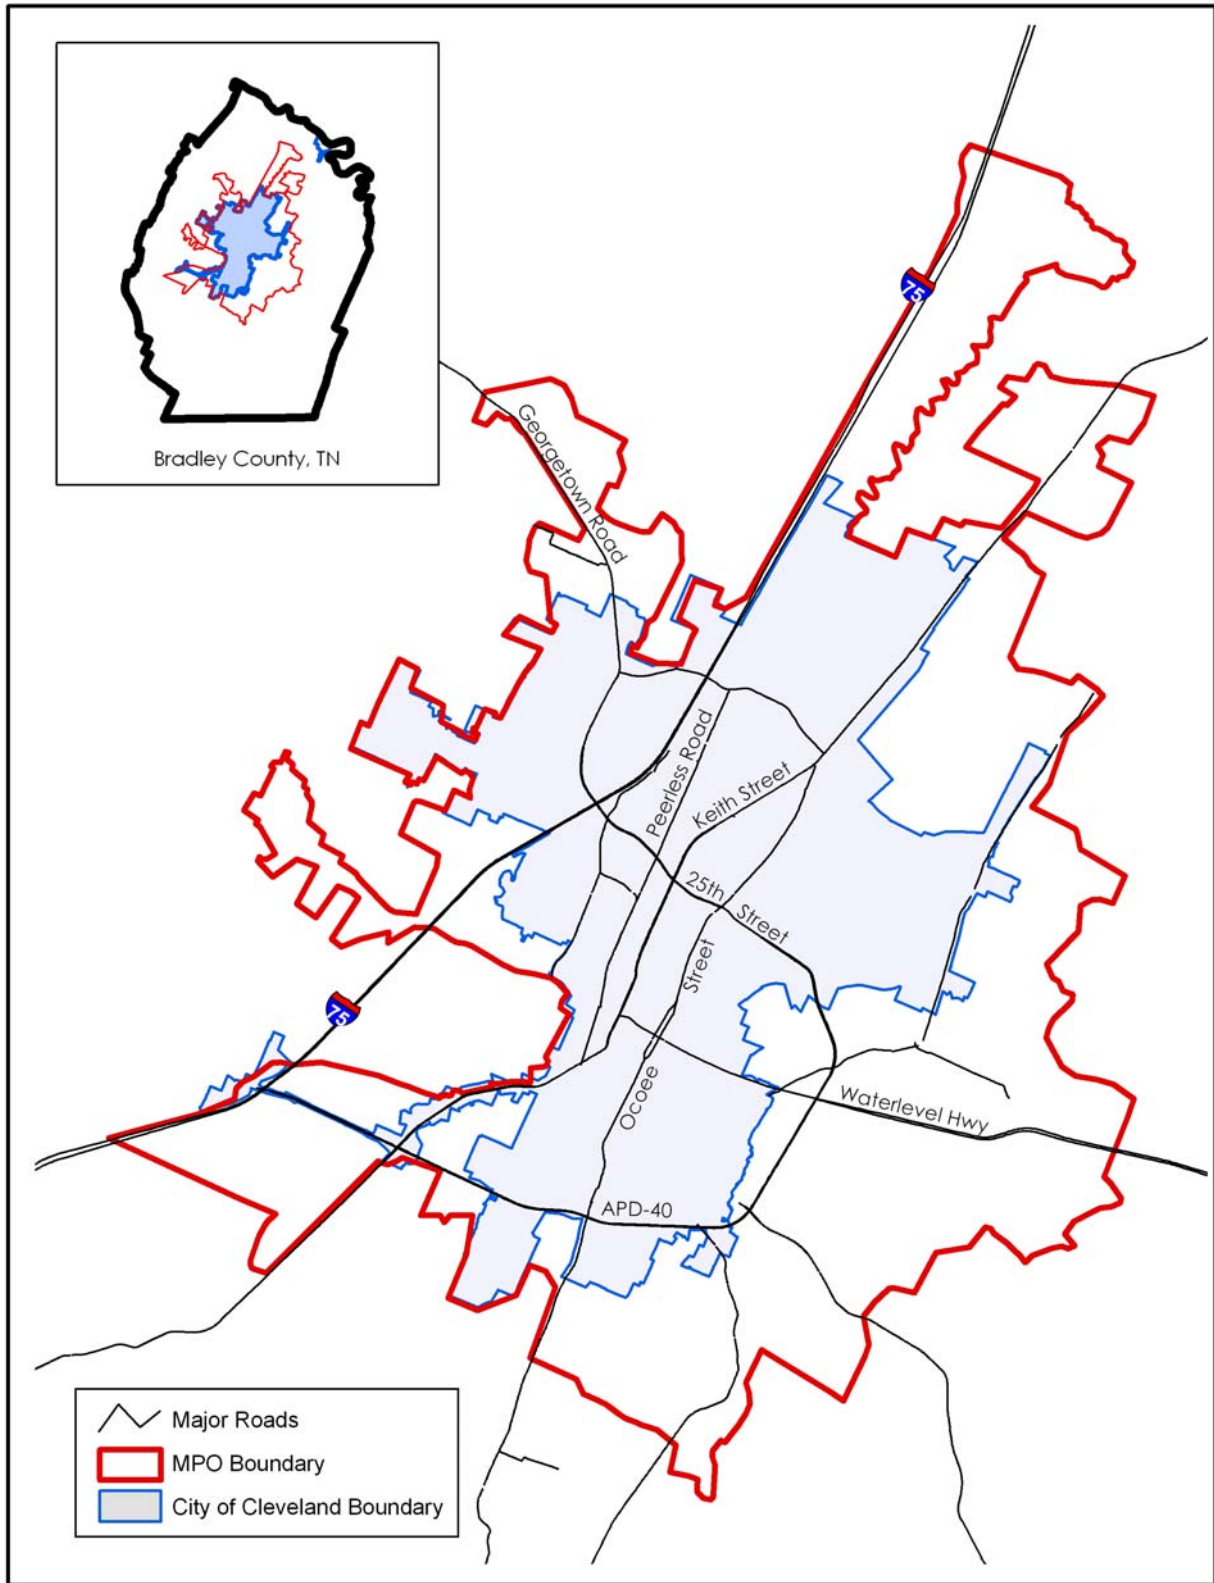 Bradley County, TN
75
Georgetown Road
Peerless Road
Keith Street
25th Street
Ocoee Street
75
Waterlevel Hwy
APD-40
Major Roads
MPO Boundary
City of Cleveland Boundary